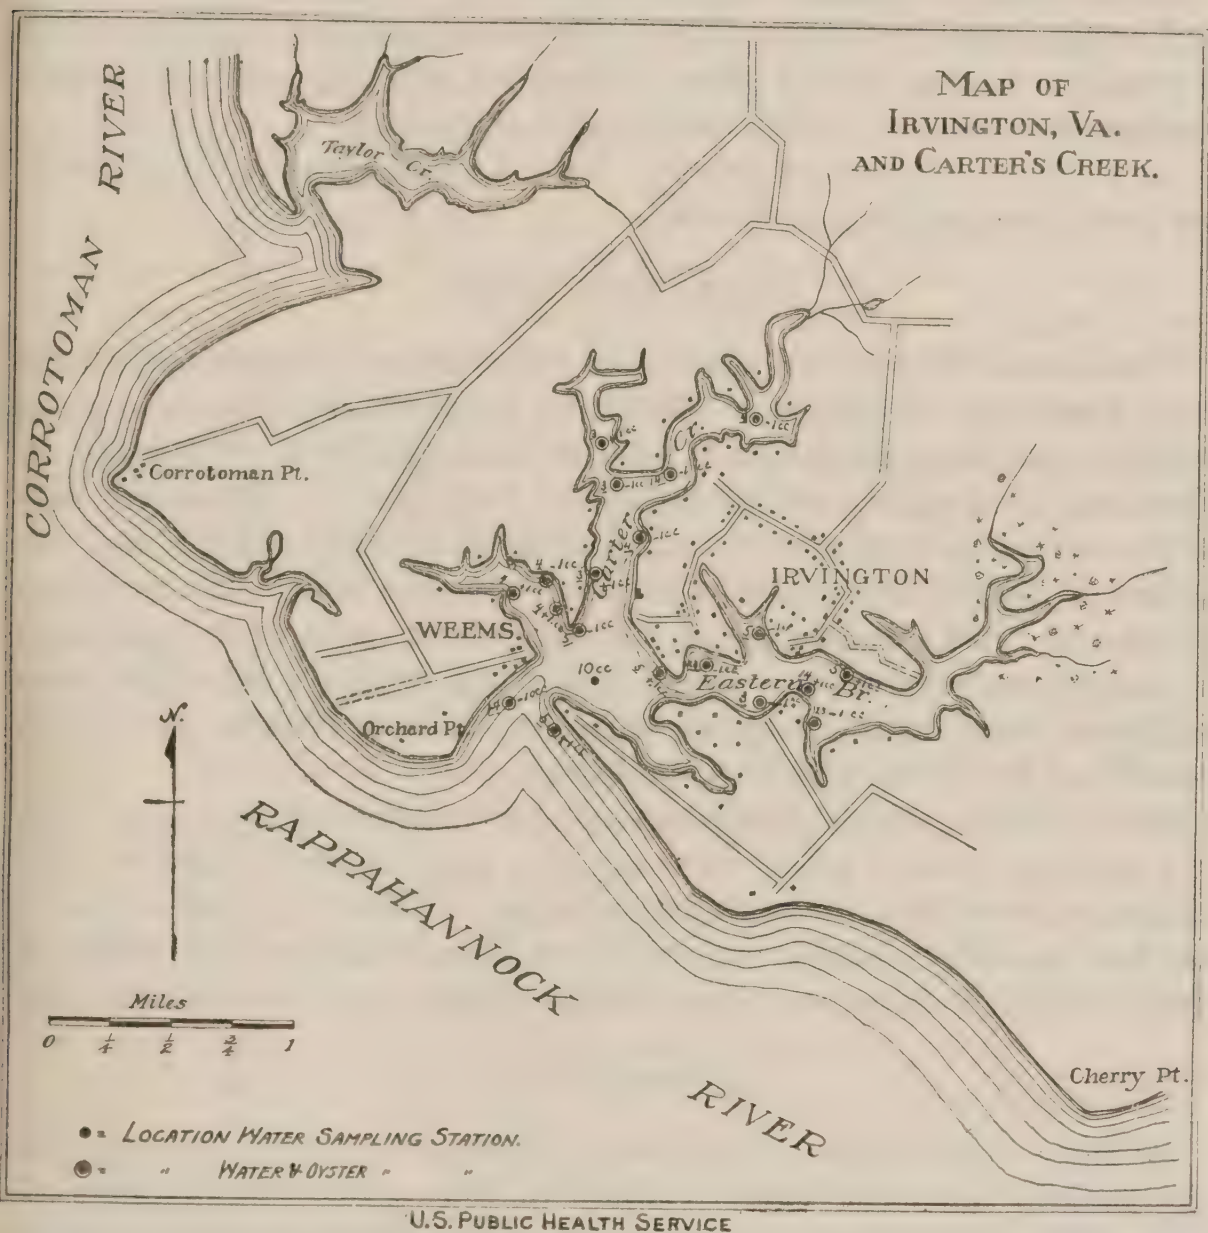 MAP OF
IRVINGTON, VA.
AND CARTER'S CREEK.
CORROTOMAN RIVER
Taylor Cr.
Corrotoman Pt.
Carter Cr.
IRVINGTON
WEEMS.
Eastern Br.
10cc
Orchard Pt.
N.
RAPPAHANNOCK RIVER
Miles
0 1/4 1/2 3/4 1
Cherry Pt.
= LOCATION WATER SAMPLING STATION.
= " WATER & OYSTER " "
U.S. PUBLIC HEALTH SERVICE